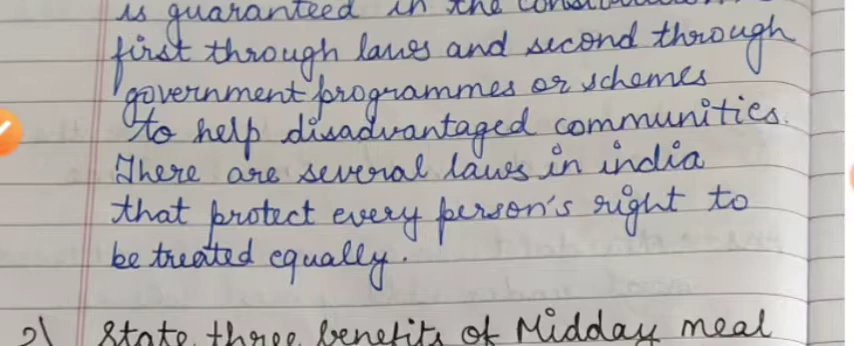 is guaranteed in the
first through laws and second through
government programmes or schemes
to help disadvantaged communities.
There are several laws in india
that protect every person's right to
be treated equally.
2) State three benefits of Midday meal